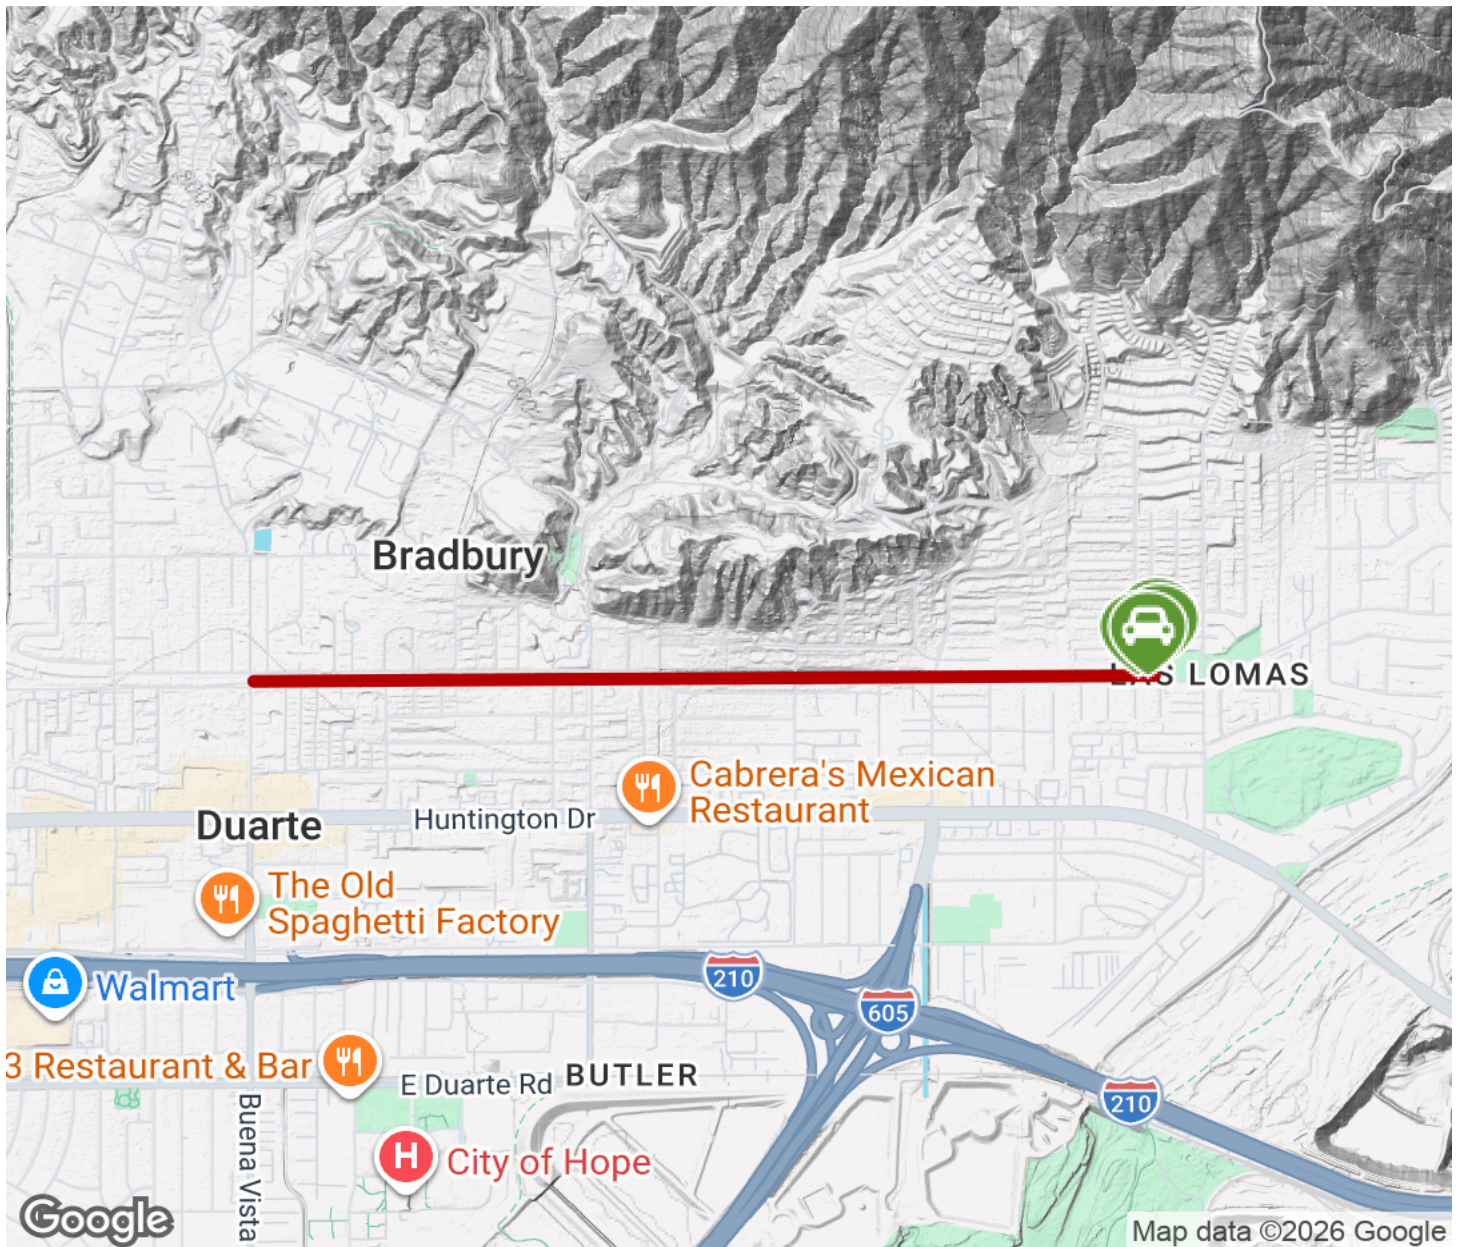 Bradbury
LAS LOMAS
Cabrera's Mexican
Restaurant
Huntington Dr
Duarte
The Old
Spaghetti Factory
210
Walmart
605
3 Restaurant & Bar
E Duarte Rd
BUTLER
210
Buena Vista
H
City of Hope
Google
Map data ©2026 Google